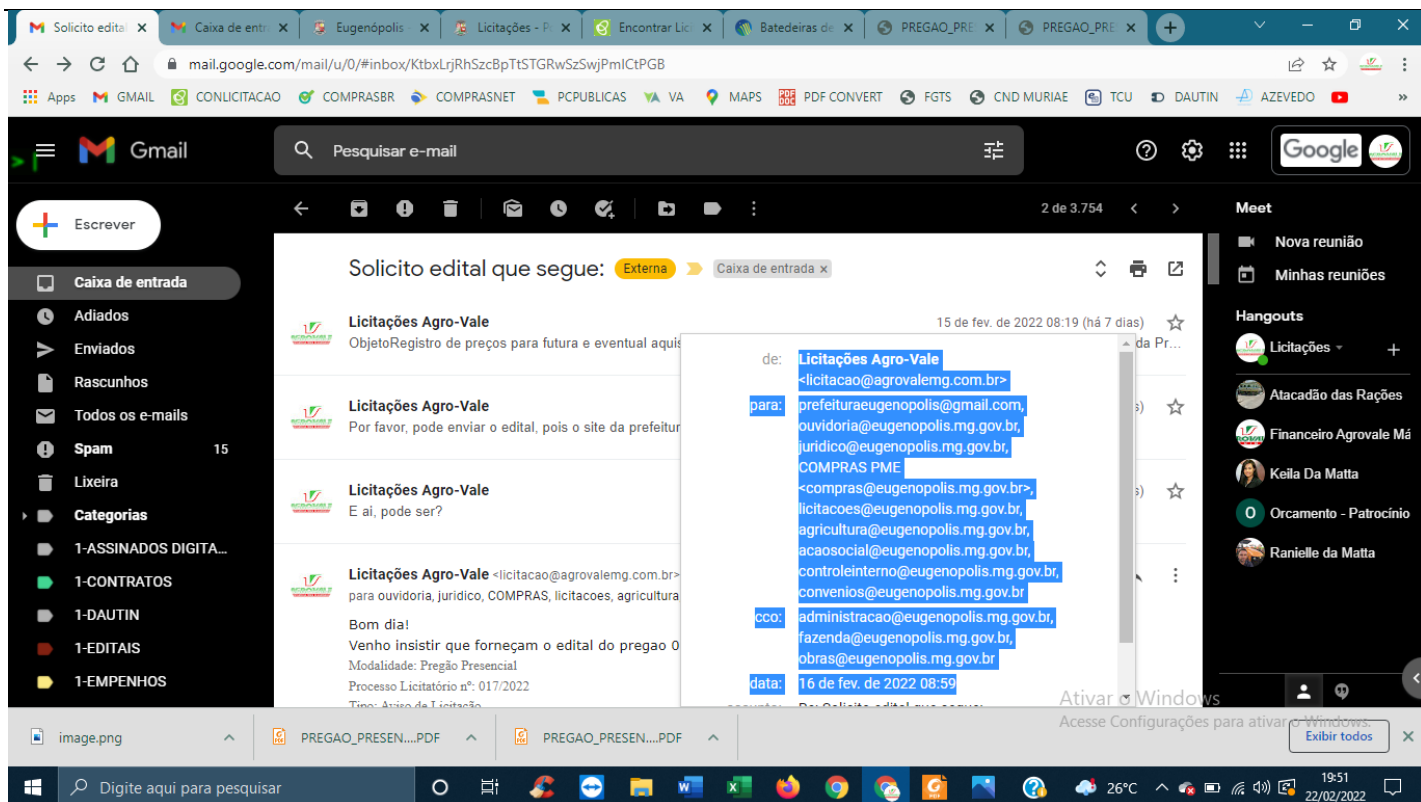 Solicito edita
Caixa de entr
Eugenópolis -
Licitações - P
Encontrar Lici
Batedeiras de
PREGAO_PRE
PREGAO_PRE
mail.google.com/mail/u/0/#inbox/KtbxLrjRhSzcBpTtSTGRwSzSwjPmICtPGB
Apps GMAIL CONLICITACAO COMPRASBR COMPRASNET PCPUBLICAS VA VA MAPS PDF CONVERT FGTS CND MURIAE TCU DAUTIN AZEVEDO »
Gmail
Pesquisar e-mail
Google
Escrever
2 de 3.754
Meet
Nova reunião
Minhas reuniões
Hangouts
Licitações
Atacadão das Rações
Financeiro Agrovale Má
Keila Da Matta
O Orcamento - Patrocínio
Ranielle da Matta
Caixa de entrada
Adiados
Enviados
Rascunhos
Todos os e-mails
Spam 15
Lixeira
Categorias
1-ASSINADOS DIGITA...
1-CONTRATOS
1-DAUTIN
1-EDITAIS
1-EMPENHOS
Solicito edital que segue: Externa Caixa de entrada x
Licitações Agro-Vale 15 de fev. de 2022 08:19 (há 7 dias)
ObjetoRegistro de preços para futura e eventual aquis da Pr...
Licitações Agro-Vale s)
Por favor, pode enviar o edital, pois o site da prefeitur
Licitações Agro-Vale s)
E ai, pode ser?
Licitações Agro-Vale <licitacao@agrovalemg.com.br>
para ouvidoria, juridico, COMPRAS, licitacoes, agricultura
Bom dia!
Venho insistir que forneçam o edital do pregao 0
Modalidade: Pregão Presencial
Processo Licitatório nº: 017/2022
Tipo: Aviso de Licitação
de: Licitações Agro-Vale
<licitacao@agrovalemg.com.br>
para: prefeituraeugenopolis@gmail.com,
ouvidoria@eugenopolis.mg.gov.br,
juridico@eugenopolis.mg.gov.br,
COMPRAS PME
<compras@eugenopolis.mg.gov.br>,
licitacoes@eugenopolis.mg.gov.br,
agricultura@eugenopolis.mg.gov.br,
acaosocial@eugenopolis.mg.gov.br,
controleinterno@eugenopolis.mg.gov.br,
convenios@eugenopolis.mg.gov.br
cco: administracao@eugenopolis.mg.gov.br,
fazenda@eugenopolis.mg.gov.br,
obras@eugenopolis.mg.gov.br
data: 16 de fev. de 2022 08:59
assunto: Re: Solicito edital que segue:
Ativar o Windows
Acesse Configurações para ativar o Windows.
image.png
PREGAO_PRESEN....PDF
PREGAO_PRESEN....PDF
Exibir todos
Digite aqui para pesquisar
26°C
19:51
22/02/2022